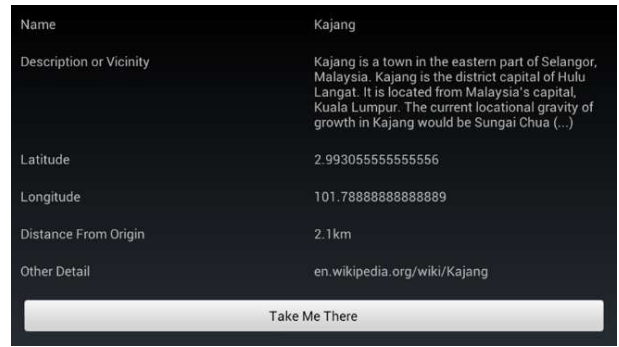 Name
Kajang
Description or Vicinity
Kajang is a town in the eastern part of Selangor,
Malaysia. Kajang is the district capital of Hulu
Langat. It is located from Malaysia's capital,
Kuala Lumpur. The current locational gravity of
growth in Kajang would be Sungai Chua (...)
Latitude
2.993055555555556
Longitude
101.78888888888889
Distance From Origin
2.1km
Other Detail
en.wikipedia.org/wiki/Kajang
Take Me There